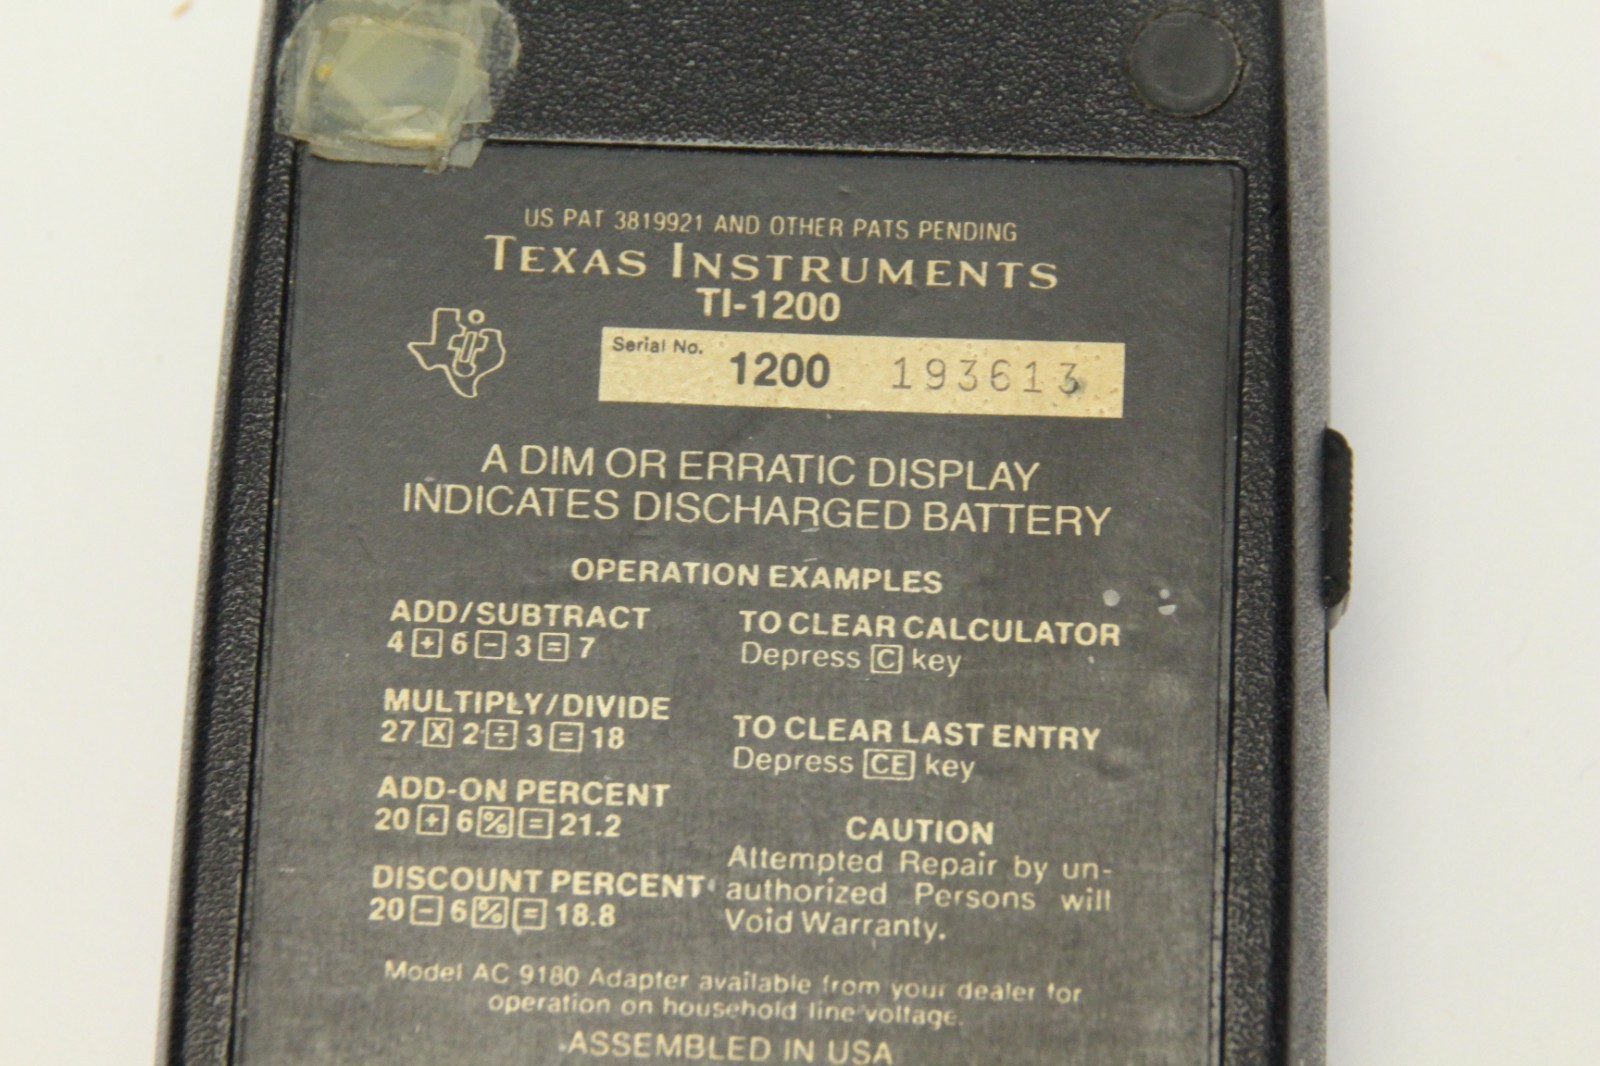 US PAT 3819921 AND OTHER PATS PENDING
TEXAS INSTRUMENTS
TI-1200
Serial No. 1200 193613
A DIM OR ERRATIC DISPLAY
INDICATES DISCHARGED BATTERY
OPERATION EXAMPLES
ADD/SUBTRACT
4 + 6 − 3 = 7
MULTIPLY/DIVIDE
27 X 2 ÷ 3 = 18
ADD-ON PERCENT
20 + 6 % = 21.2
DISCOUNT PERCENT
20 − 6 % = 18.8
TO CLEAR CALCULATOR
Depress C key
TO CLEAR LAST ENTRY
Depress CE key
CAUTION
Attempted Repair by un-
authorized Persons will
Void Warranty.
Model AC 9180 Adapter available from your dealer for
operation on household line voltage.
ASSEMBLED IN USA